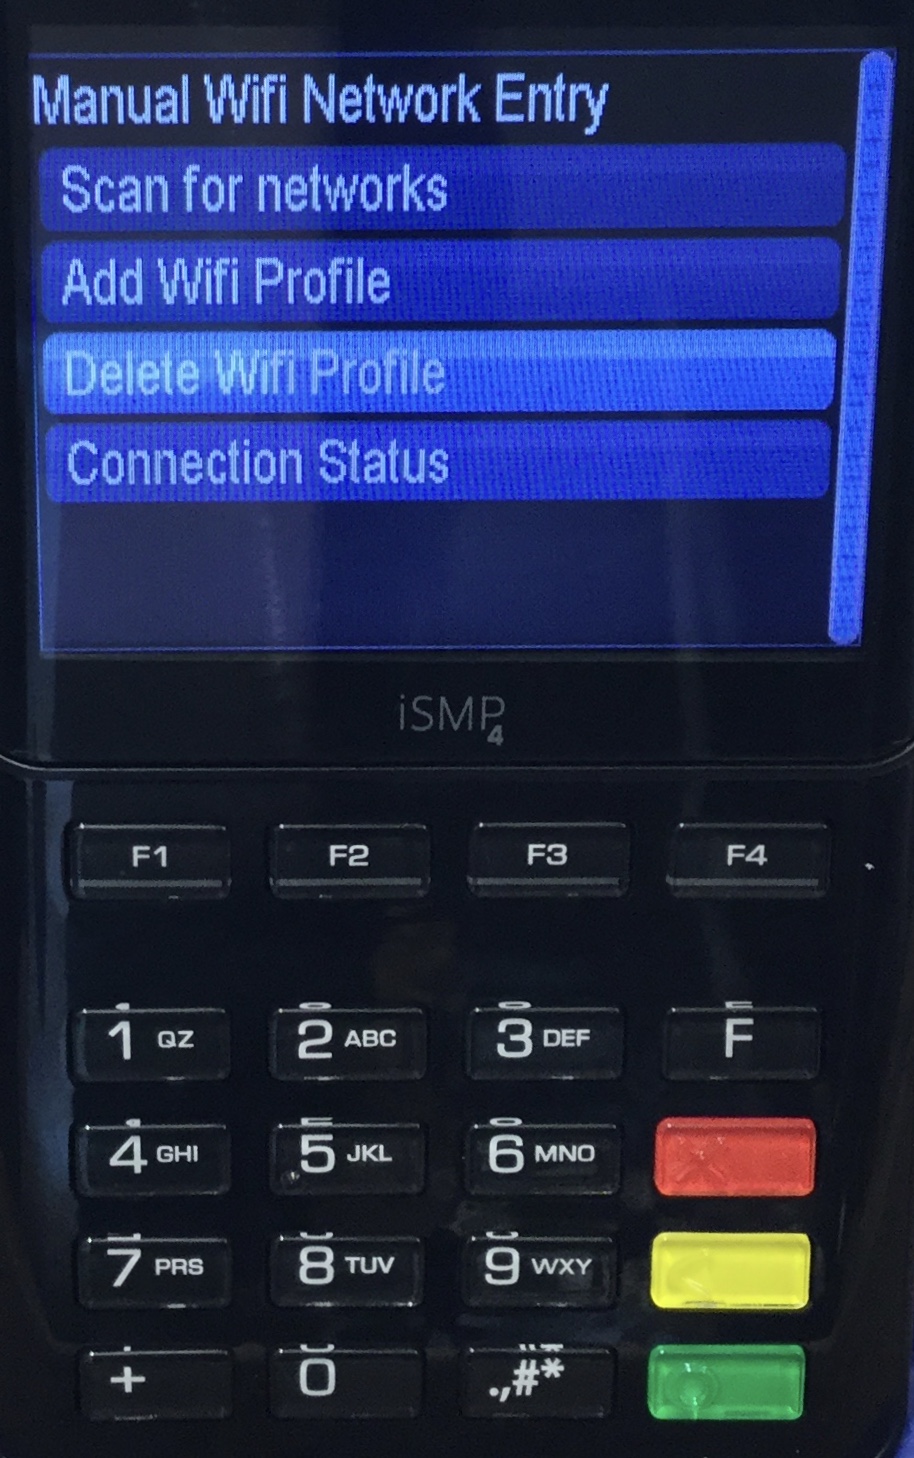 Manual Wifi Network Entry
Scan for networks
Add Wifi Profile
Delete Wifi Profile
Connection Status
iSMP4
F1 F2 F3 F4
1 QZ 2 ABC 3 DEF F
4 GHI 5 JKL 6 MNO
7 PRS 8 TUV 9 WXY
+ 0 .,#*